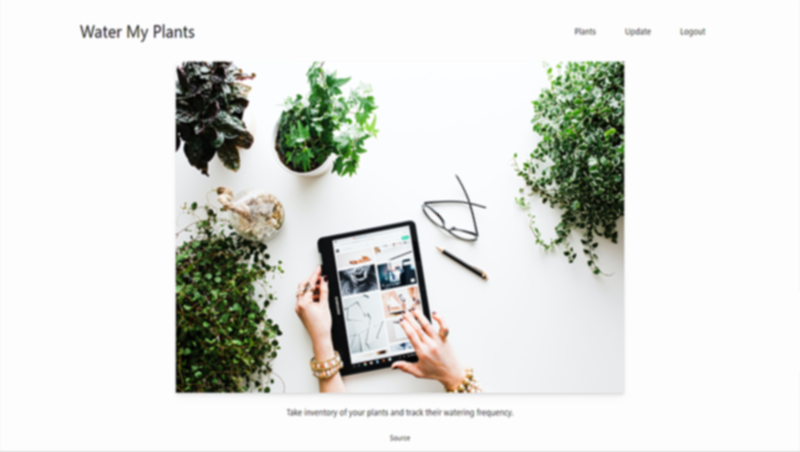 Water My Plants
Plants Update Logout
Take inventory of your plants and track their watering frequency.
Source